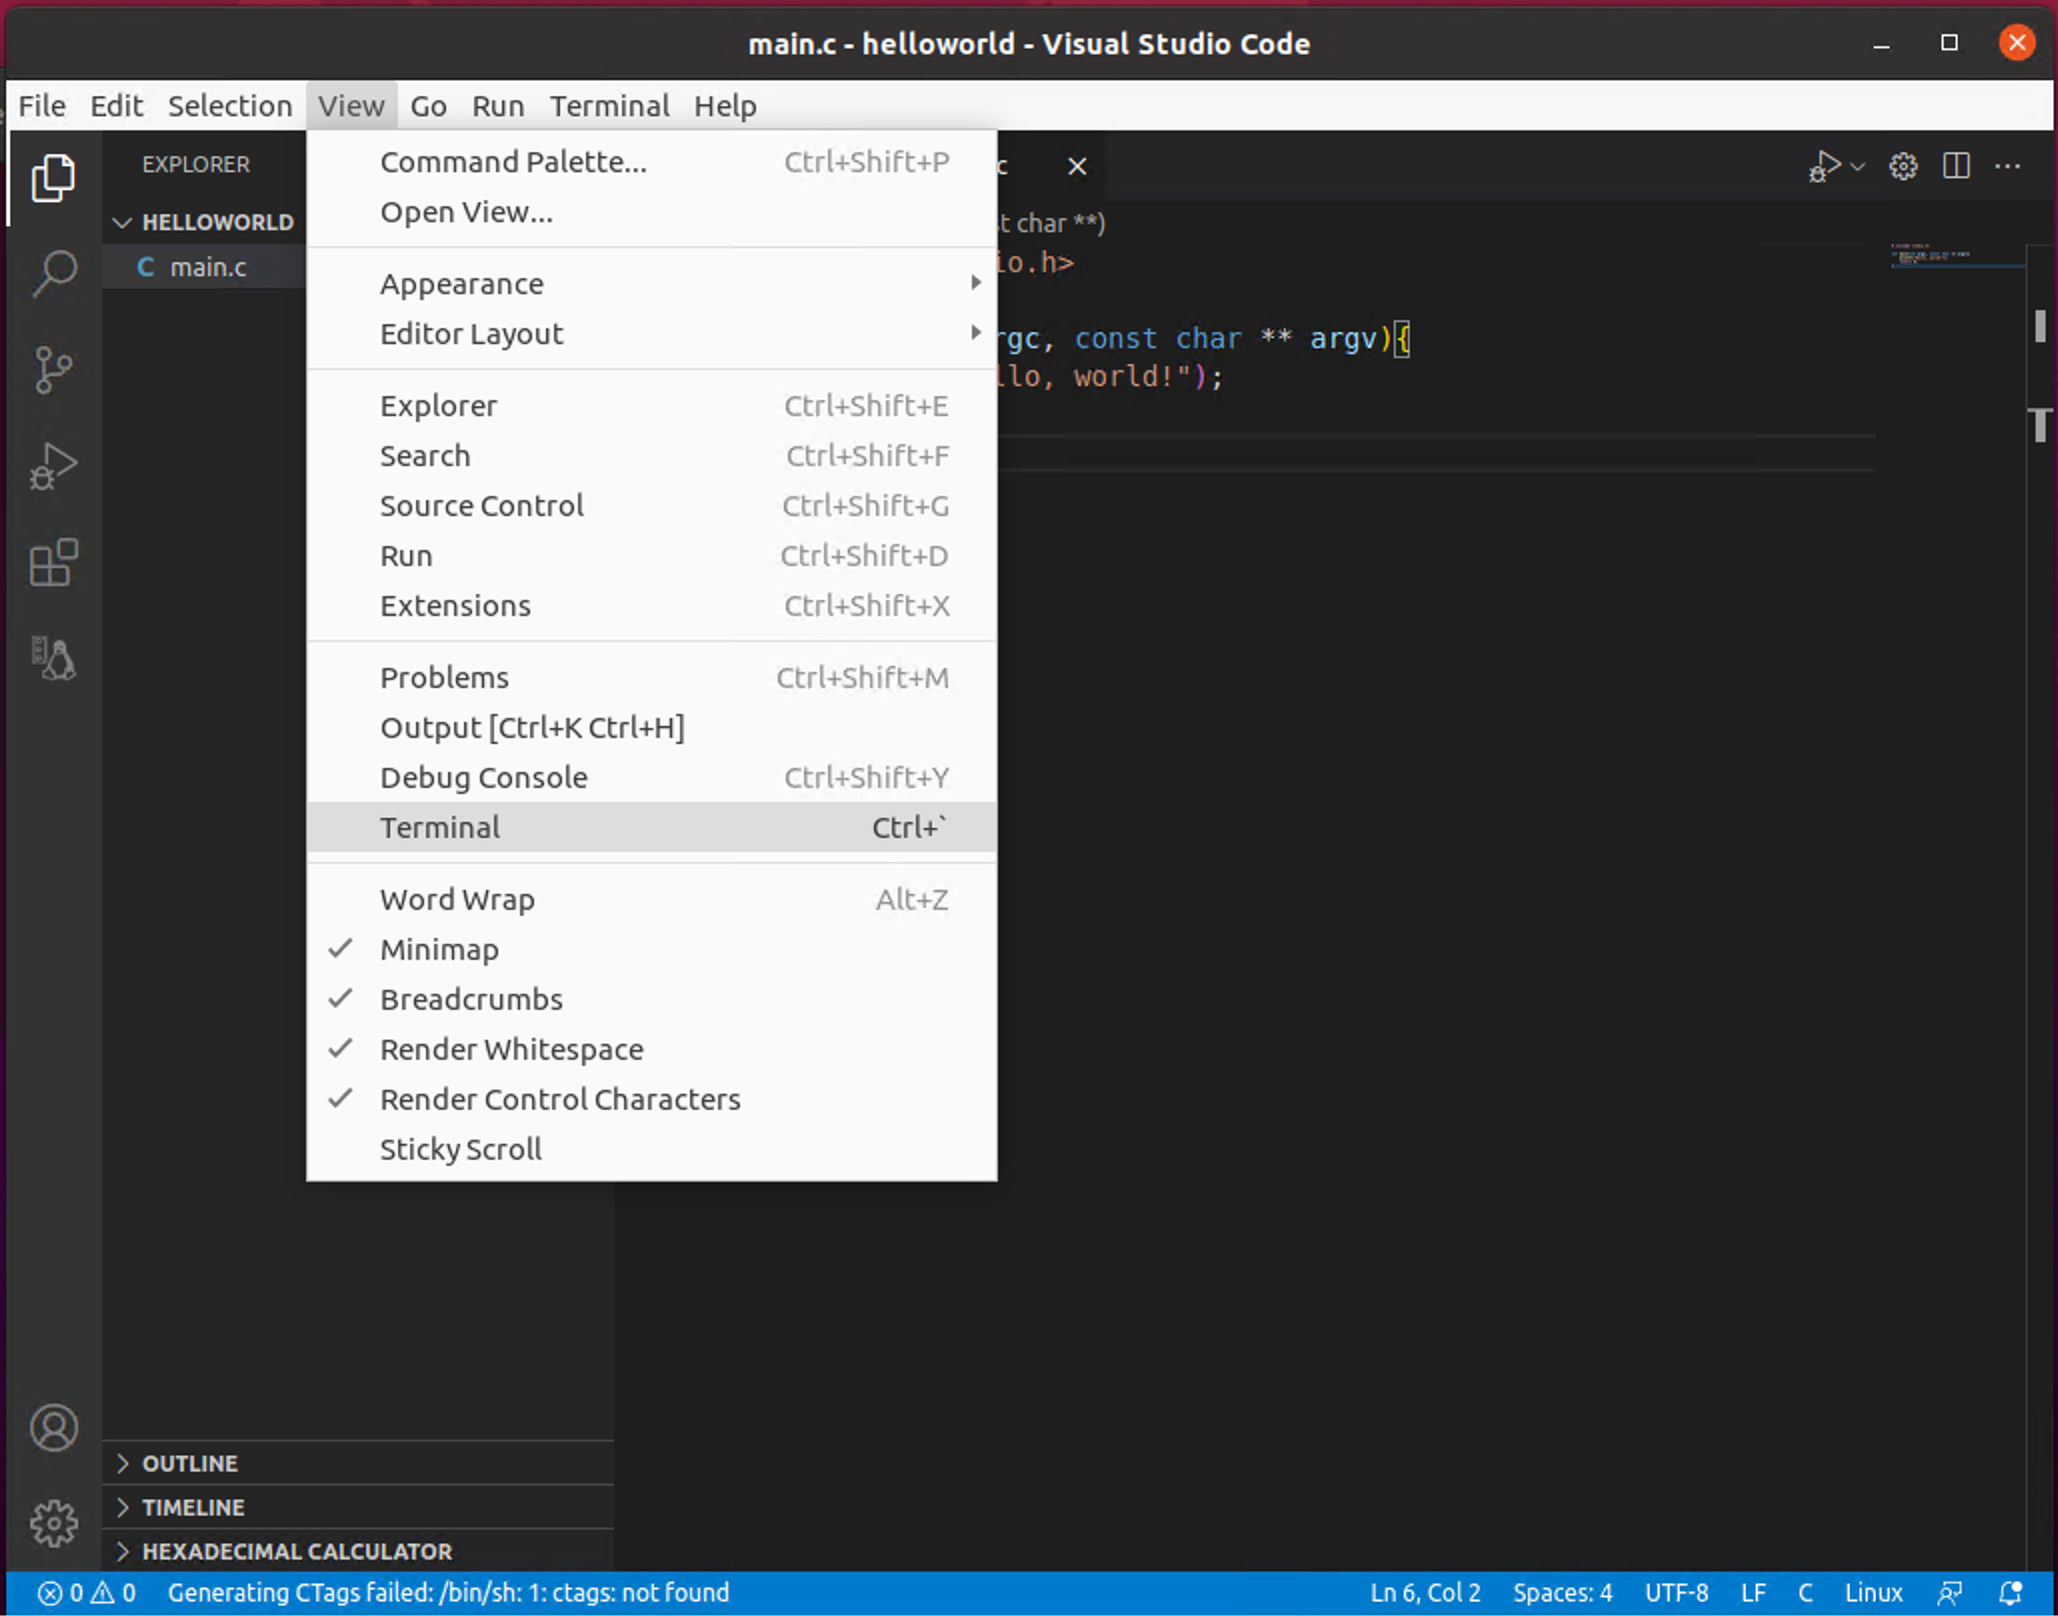 main.c - helloworld - Visual Studio Code
File Edit Selection View Go Run Terminal Help
EXPLORER
HELLOWORLD
C main.c
Command Palette... Ctrl+Shift+P
Open View...
Appearance
Editor Layout
Explorer Ctrl+Shift+E
Search Ctrl+Shift+F
Source Control Ctrl+Shift+G
Run Ctrl+Shift+D
Extensions Ctrl+Shift+X
Problems Ctrl+Shift+M
Output [Ctrl+K Ctrl+H]
Debug Console Ctrl+Shift+Y
Terminal Ctrl+`
Word Wrap Alt+Z
Minimap
Breadcrumbs
Render Whitespace
Render Control Characters
Sticky Scroll
c
t char **)
io.h>
rgc, const char ** argv){
llo, world!");
OUTLINE
TIMELINE
HEXADECIMAL CALCULATOR
0 0 Generating CTags failed: /bin/sh: 1: ctags: not found Ln 6, Col 2 Spaces: 4 UTF-8 LF C Linux